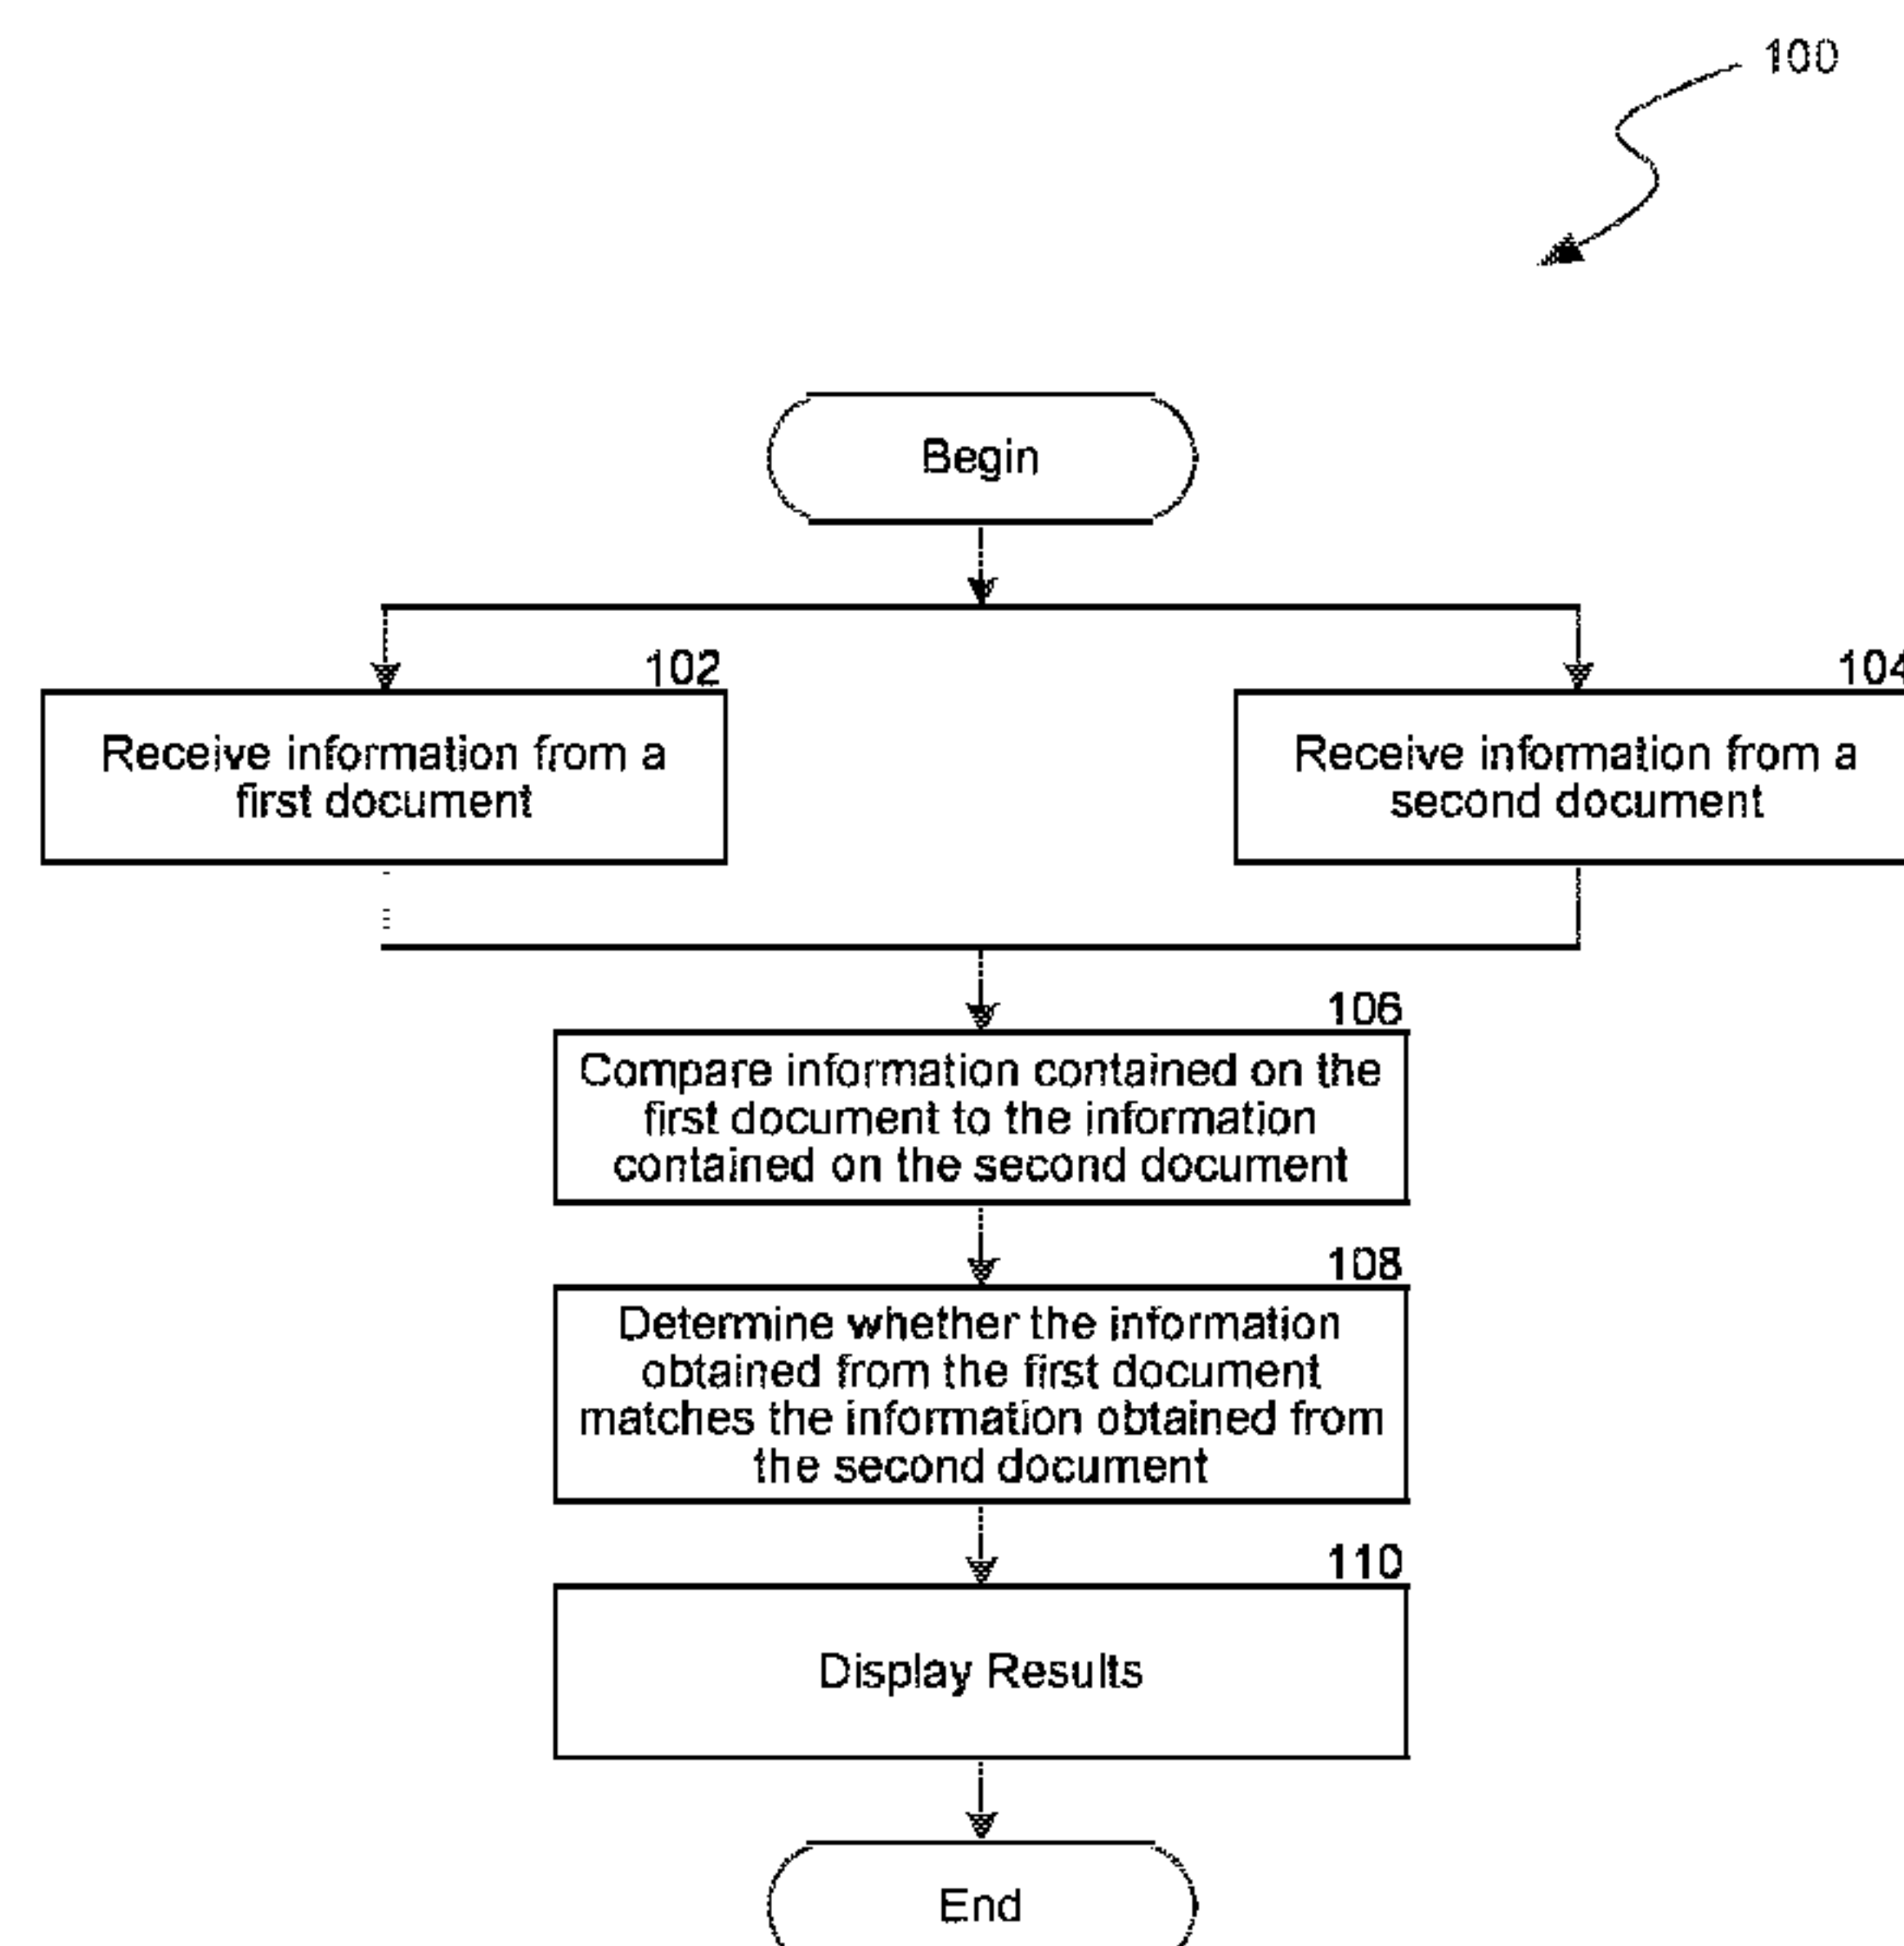 100
Begin
102
Receive information from a
first document
104
Receive information from a
second document
106
Compare information contained on the
first document to the information
contained on the second document
108
Determine whether the information
obtained from the first document
matches the information obtained from
the second document
110
Display Results
End